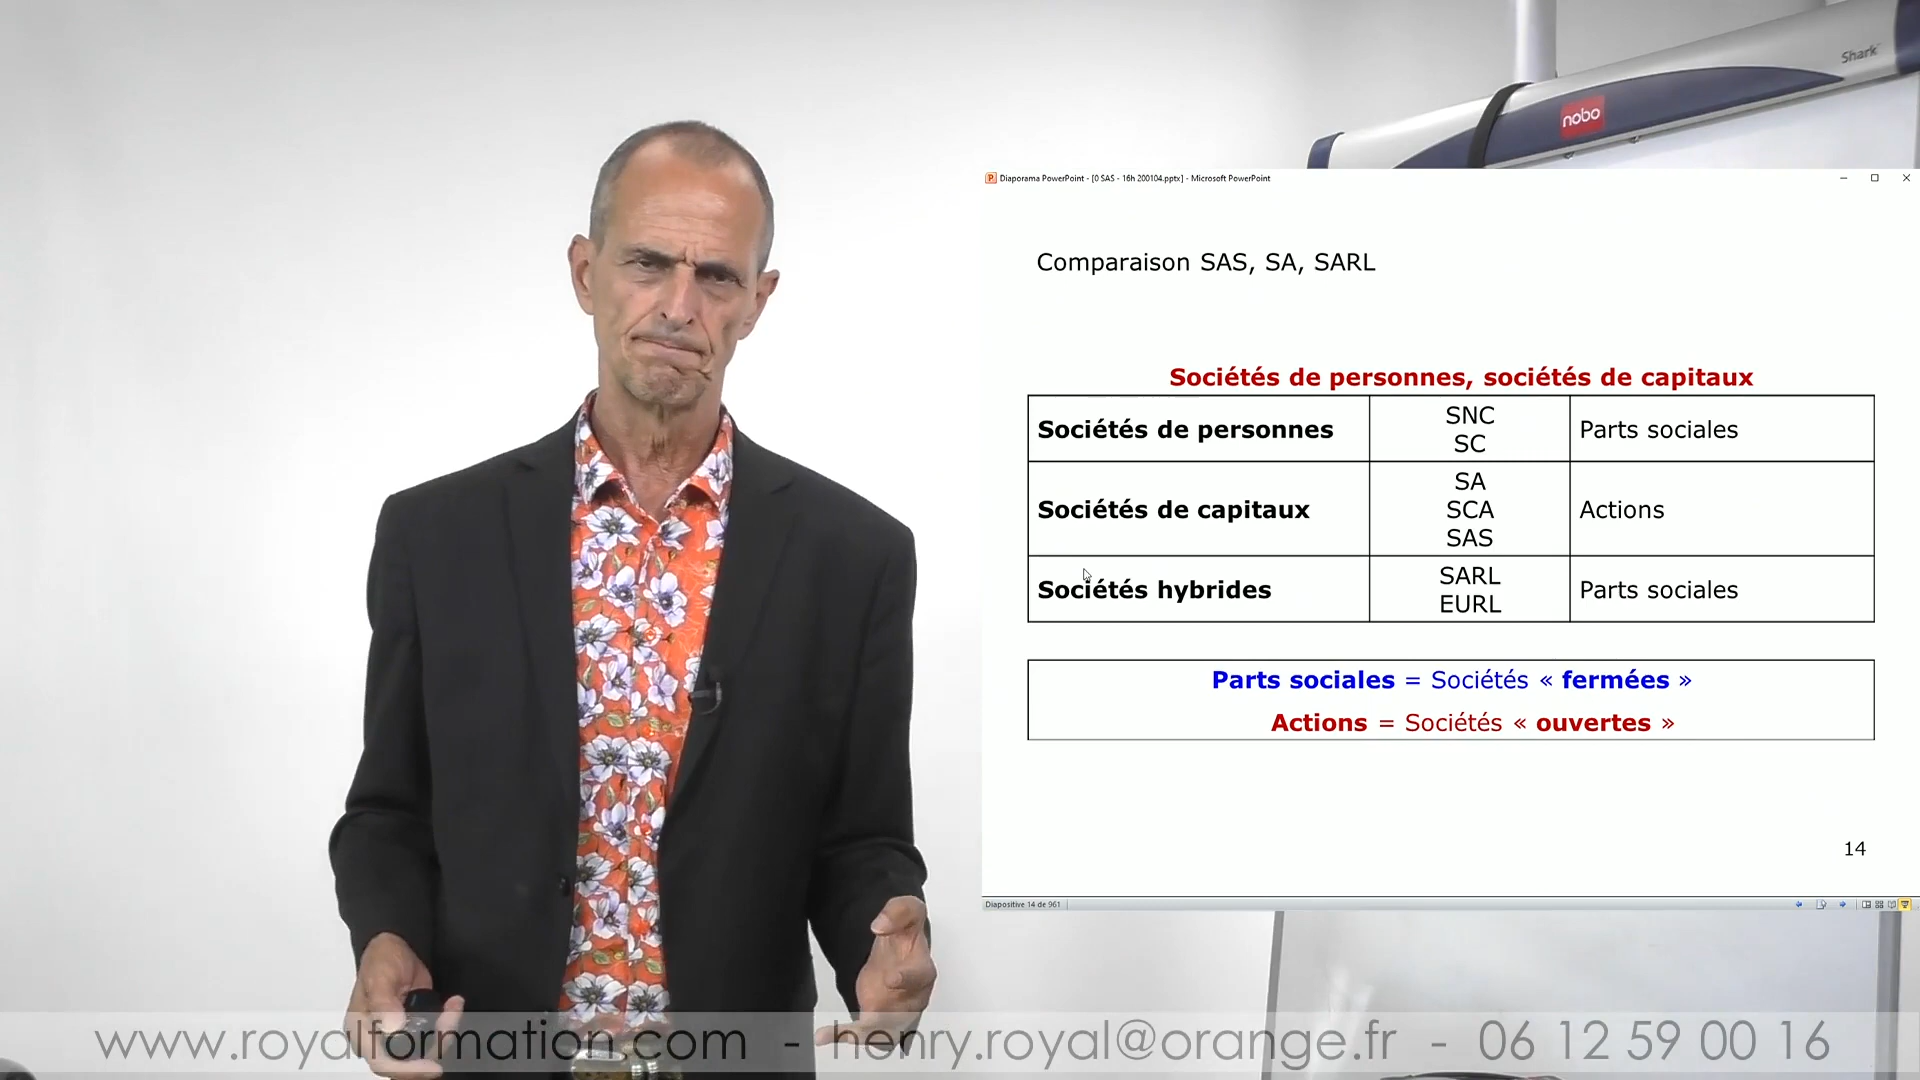 Shark
nobo
Diaporama PowerPoint - [0 SAS - 16h 200104.pptx] - Microsoft PowerPoint
Comparaison SAS, SA, SARL
Sociétés de personnes, sociétés de capitaux
Sociétés de personnes
SNC
SC
Parts sociales
Sociétés de capitaux
SA
SCA
SAS
Actions
Sociétés hybrides
SARL
EURL
Parts sociales
Parts sociales = Sociétés « fermées »
Actions = Sociétés « ouvertes »
14
Diapositive 14 de 961
www.royalformation.com - henry.royal@orange.fr - 06 12 59 00 16